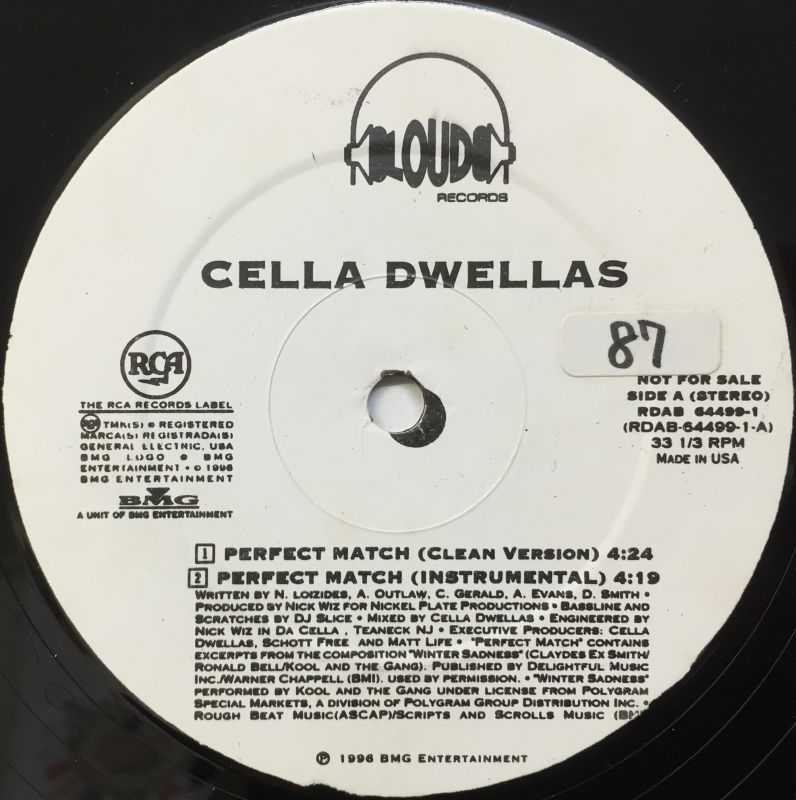 LOUD
RECORDS
CELLA DWELLAS
87
RCA
THE RCA RECORDS LABEL
TMK(S) ® REGISTERED
MARCA(S) REGISTRADA(S)
GENERAL ELECTRIC, USA
BMG LOGO ® BMG
ENTERTAINMENT • © 1996
BMG ENTERTAINMENT
BMG
A UNIT OF BMG ENTERTAINMENT
NOT FOR SALE
SIDE A (STEREO)
RDAB 64499-1
(RDAB-64499-1-A)
33 1/3 RPM
MADE IN USA
1 PERFECT MATCH (CLEAN VERSION) 4:24
2 PERFECT MATCH (INSTRUMENTAL) 4:19
WRITTEN BY N. LOIZIDES, A. OUTLAW, C. GERALD, A. EVANS, D. SMITH •
PRODUCED BY NICK WIZ FOR NICKEL PLATE PRODUCTIONS • BASSLINE AND
SCRATCHES BY DJ SLICE • MIXED BY CELLA DWELLAS • ENGINEERED BY
NICK WIZ IN DA CELLA , TEANECK NJ • EXECUTIVE PRODUCERS: CELLA
DWELLAS, SCHOTT FREE AND MATT LIFE • "PERFECT MATCH" CONTAINS
EXCERPTS FROM THE COMPOSITION "WINTER SADNESS" (CLAYDES EX SMITH/
RONALD BELL/KOOL AND THE GANG). PUBLISHED BY DELIGHTFUL MUSIC
INC./WARNER CHAPPELL (BMI). USED BY PERMISSION. • "WINTER SADNESS"
PERFORMED BY KOOL AND THE GANG UNDER LICENSE FROM POLYGRAM
SPECIAL MARKETS, A DIVISION OF POLYGRAM GROUP DISTRIBUTION INC. •
ROUGH BEAT MUSIC(ASCAP)/SCRIPTS AND SCROLLS MUSIC
℗ 1996 BMG ENTERTAINMENT